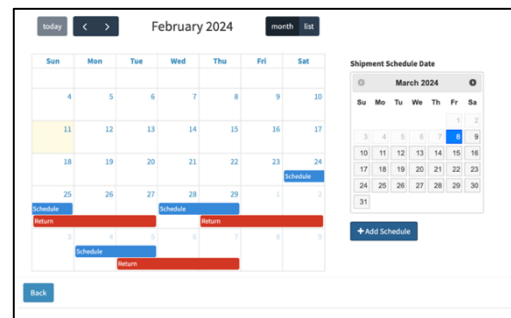 today < > February 2024 month list
Sun Mon Tue Wed Thu Fri Sat
4 5 6 7 8 9 10
11 12 13 14 15 16 17
18 19 20 21 22 23 24
Schedule
25 26 27 28 29 1 2
Schedule Schedule
Return Return
3 4 5 6 7 8 9
Schedule
Return
Back
Shipment Schedule Date
March 2024
Su Mo Tu We Th Fr Sa
1 2
3 4 5 6 7 8 9
10 11 12 13 14 15 16
17 18 19 20 21 22 23
24 25 26 27 28 29 30
31
+ Add Schedule